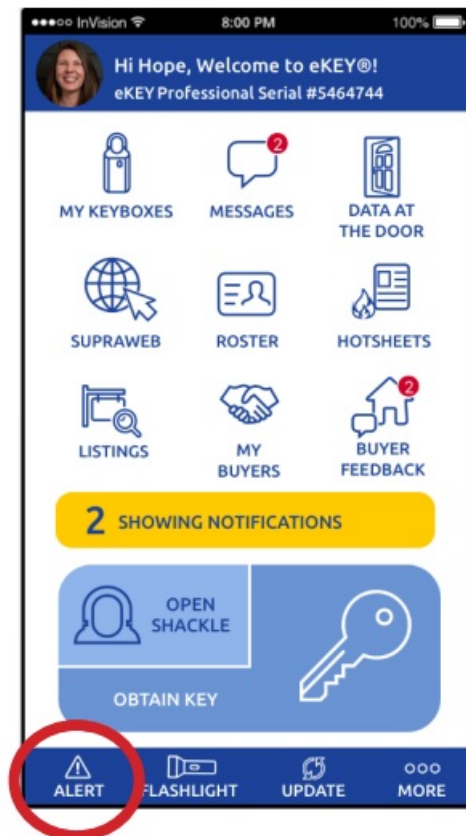 InVision 8:00 PM 100%
Hi Hope, Welcome to eKEY®!
eKEY Professional Serial #5464744
2
MY KEYBOXES MESSAGES DATA AT
THE DOOR
SUPRAWEB ROSTER HOTSHEETS
2
LISTINGS MY BUYER
BUYERS FEEDBACK
2 SHOWING NOTIFICATIONS
OPEN
SHACKLE
OBTAIN KEY
ALERT FLASHLIGHT UPDATE MORE